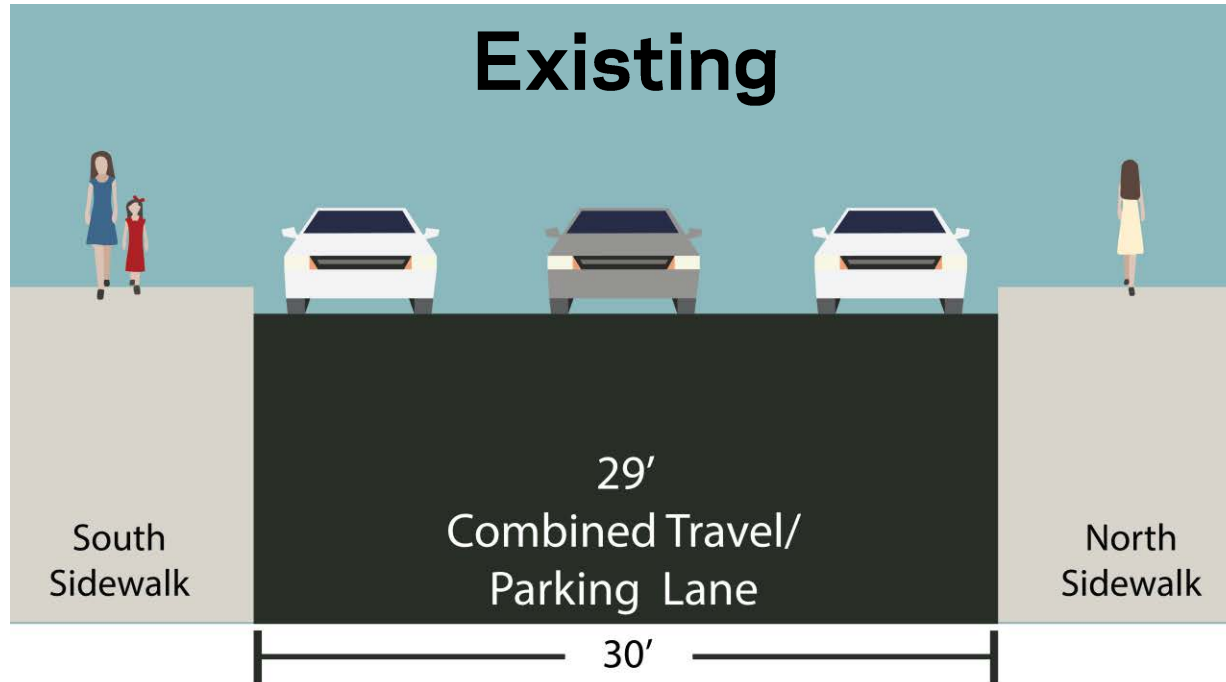 Existing
29’
Combined Travel/
Parking Lane
South
Sidewalk
North
Sidewalk
30’